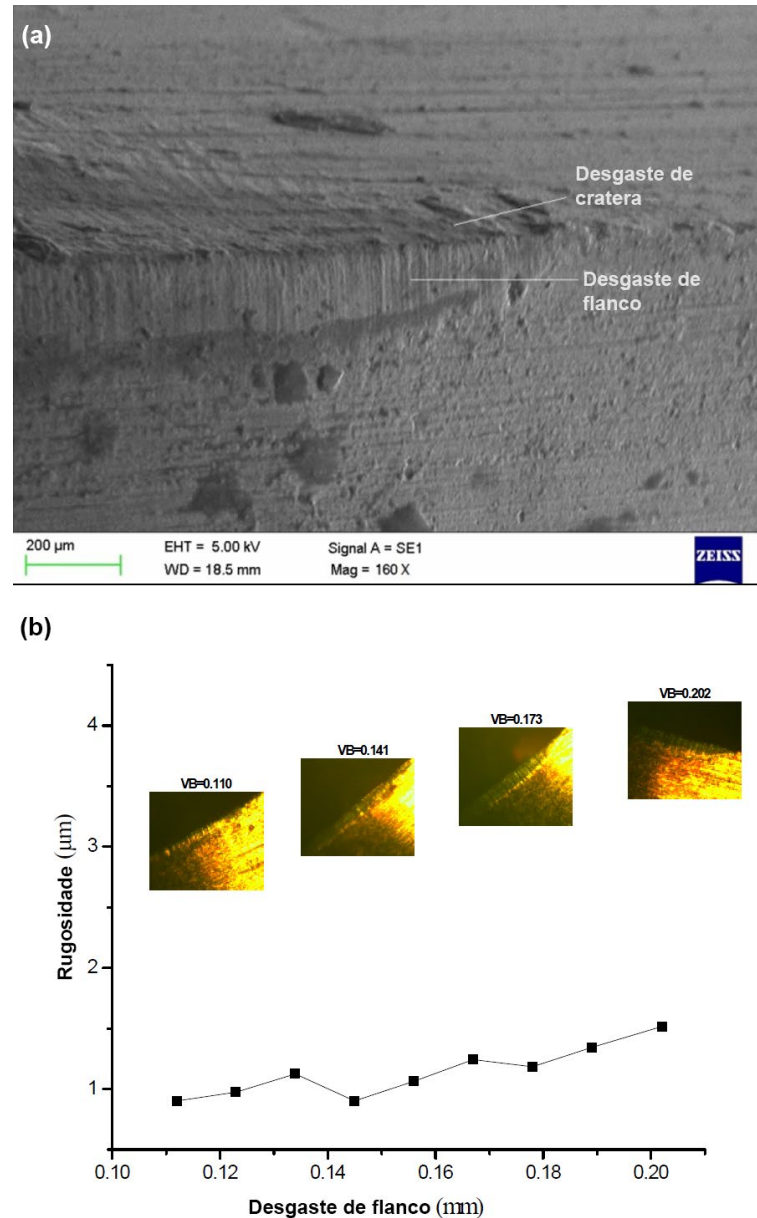 (a)
Desgaste de
cratera
Desgaste de
flanco
200 µm
EHT = 5.00 kV
Signal A = SE1
WD = 18.5 mm
Mag = 160 X
ZEISS
(b)
VB=0.202
VB=0.173
VB=0.141
VB=0.110
4
3
2
1
Rugosidade (µm)
0.10 0.12 0.14 0.16 0.18 0.20
Desgaste de flanco (mm)